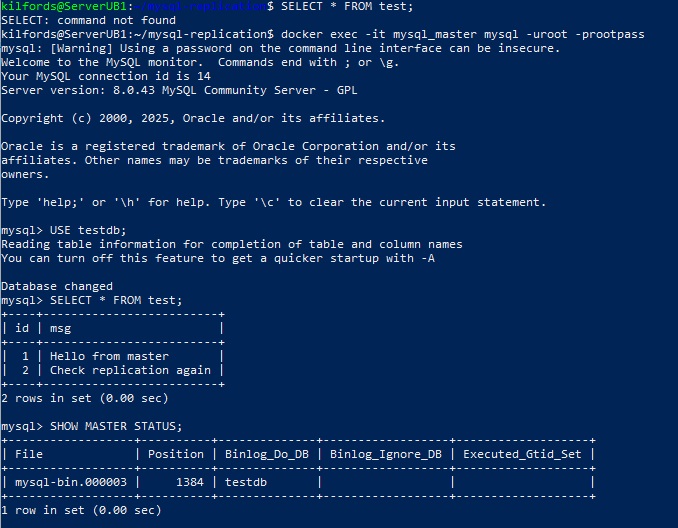 kilfords@ServerUB1:~/mysql-replication$ SELECT * FROM test;
SELECT: command not found
kilfords@ServerUB1:~/mysql-replication$ docker exec -it mysql_master mysql -uroot -prootpass
mysql: [Warning] Using a password on the command line interface can be insecure.
Welcome to the MySQL monitor.  Commands end with ; or \g.
Your MySQL connection id is 14
Server version: 8.0.43 MySQL Community Server - GPL

Copyright (c) 2000, 2025, Oracle and/or its affiliates.

Oracle is a registered trademark of Oracle Corporation and/or its
affiliates. Other names may be trademarks of their respective
owners.

Type 'help;' or '\h' for help. Type '\c' to clear the current input statement.

mysql> USE testdb;
Reading table information for completion of table and column names
You can turn off this feature to get a quicker startup with -A

Database changed
mysql> SELECT * FROM test;
+----+-------------------------+
| id | msg                     |
+----+-------------------------+
|  1 | Hello from master       |
|  2 | Check replication again |
+----+-------------------------+
2 rows in set (0.00 sec)

mysql> SHOW MASTER STATUS;
+------------------+----------+--------------+------------------+-------------------+
| File             | Position | Binlog_Do_DB | Binlog_Ignore_DB | Executed_Gtid_Set |
+------------------+----------+--------------+------------------+-------------------+
| mysql-bin.000003 |     1384 | testdb       |                  |                   |
+------------------+----------+--------------+------------------+-------------------+
1 row in set (0.00 sec)